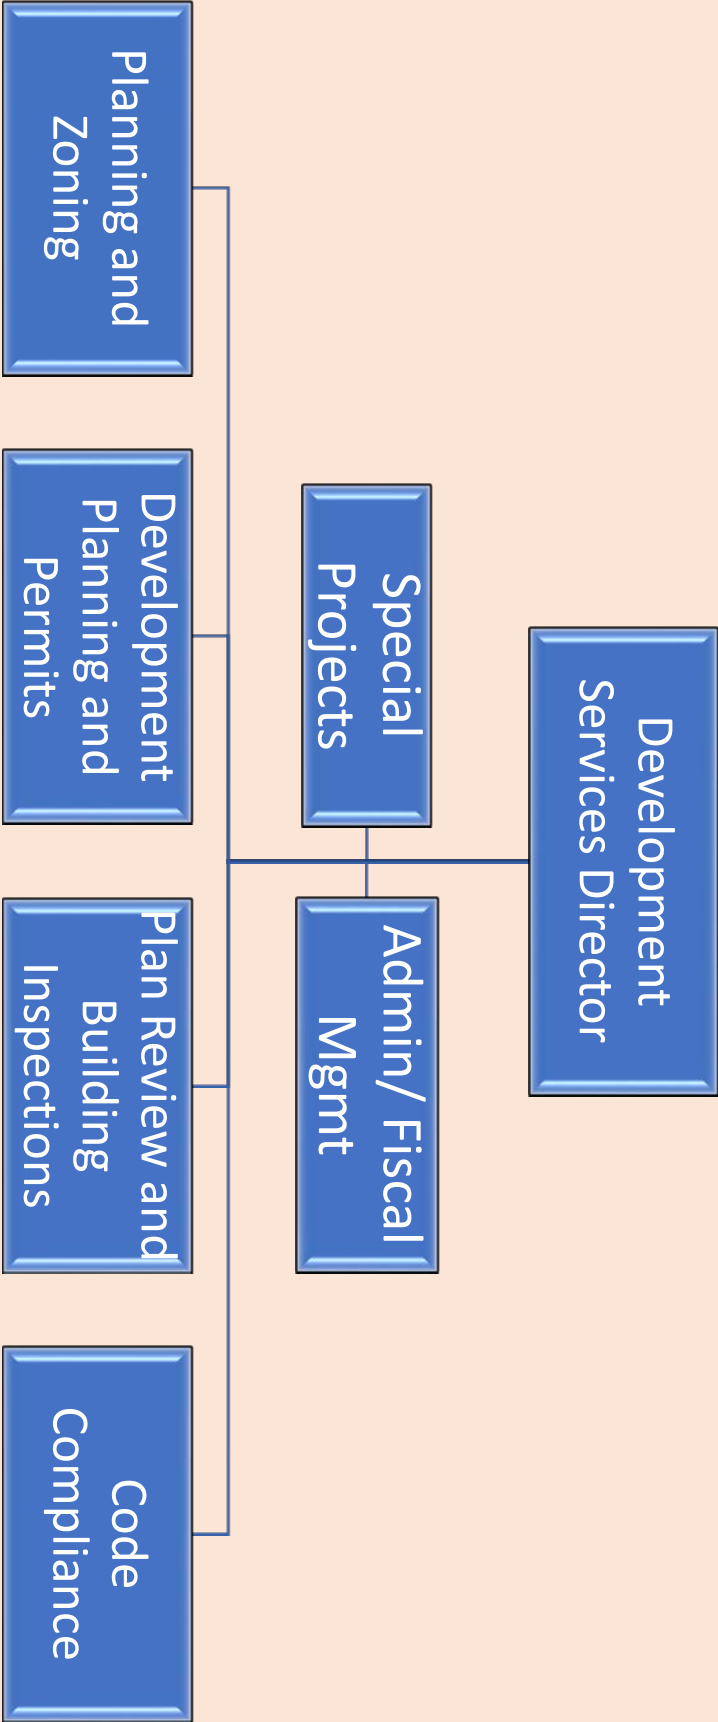 Development
Services Director
Special
Projects
Admin/ Fiscal
Mgmt
Planning and
Zoning
Development
Planning and
Permits
Plan Review and
Building
Inspections
Code
Compliance